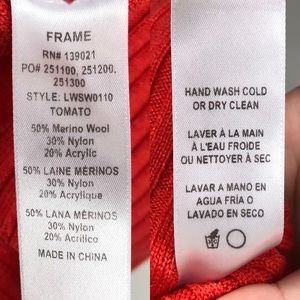 FRAME
RN# 139021
PO# 251100, 251200,
251300
STYLE: LWSW0110
TOMATO
50% Merino Wool
30% Nylon
20% Acrylic
50% LAINE MÉRINOS
30% Nylon
20% Acrylique
50% LANA MÉRINOS
30% Nylon
20% Acrílico
MADE IN CHINA
HAND WASH COLD
OR DRY CLEAN
LAVER À LA MAIN
À L'EAU FROIDE
OU NETTOYER À SEC
LAVAR A MANO EN
AGUA FRÍA O
LAVADO EN SECO